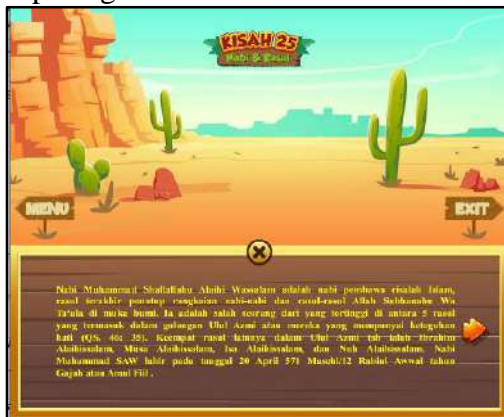 KISAH 25
Nabi & Rasul
MENU
EXIT
Nabi Muhammad Shallallahu Alaihi Wassalam adalah nabi pembawa risalah Islam,
rasul terakhir penutup rangkaian nabi-nabi dan rasul-rasul Allah Subhanahu Wa
Ta'ala di muka bumi. Ia adalah salah seorang dari yang tertinggi di antara 5 rasul
yang termasuk dalam golongan Ulul Azmi atau mereka yang mempunyai keteguhan
hati (QS. 46: 35). Keempat rasul lainya dalam Ulul Azmi tsb ialah Ibrahim
Alaihissalam, Musa Alaihissalam, Isa Alaihissalam, dan Nuh Alaihissalam. Nabi
Muhammad SAW lahir pada tanggal 20 April 571 Masehi/12 Rabiul Awwal tahun
Gajah atau Amul Fiil .